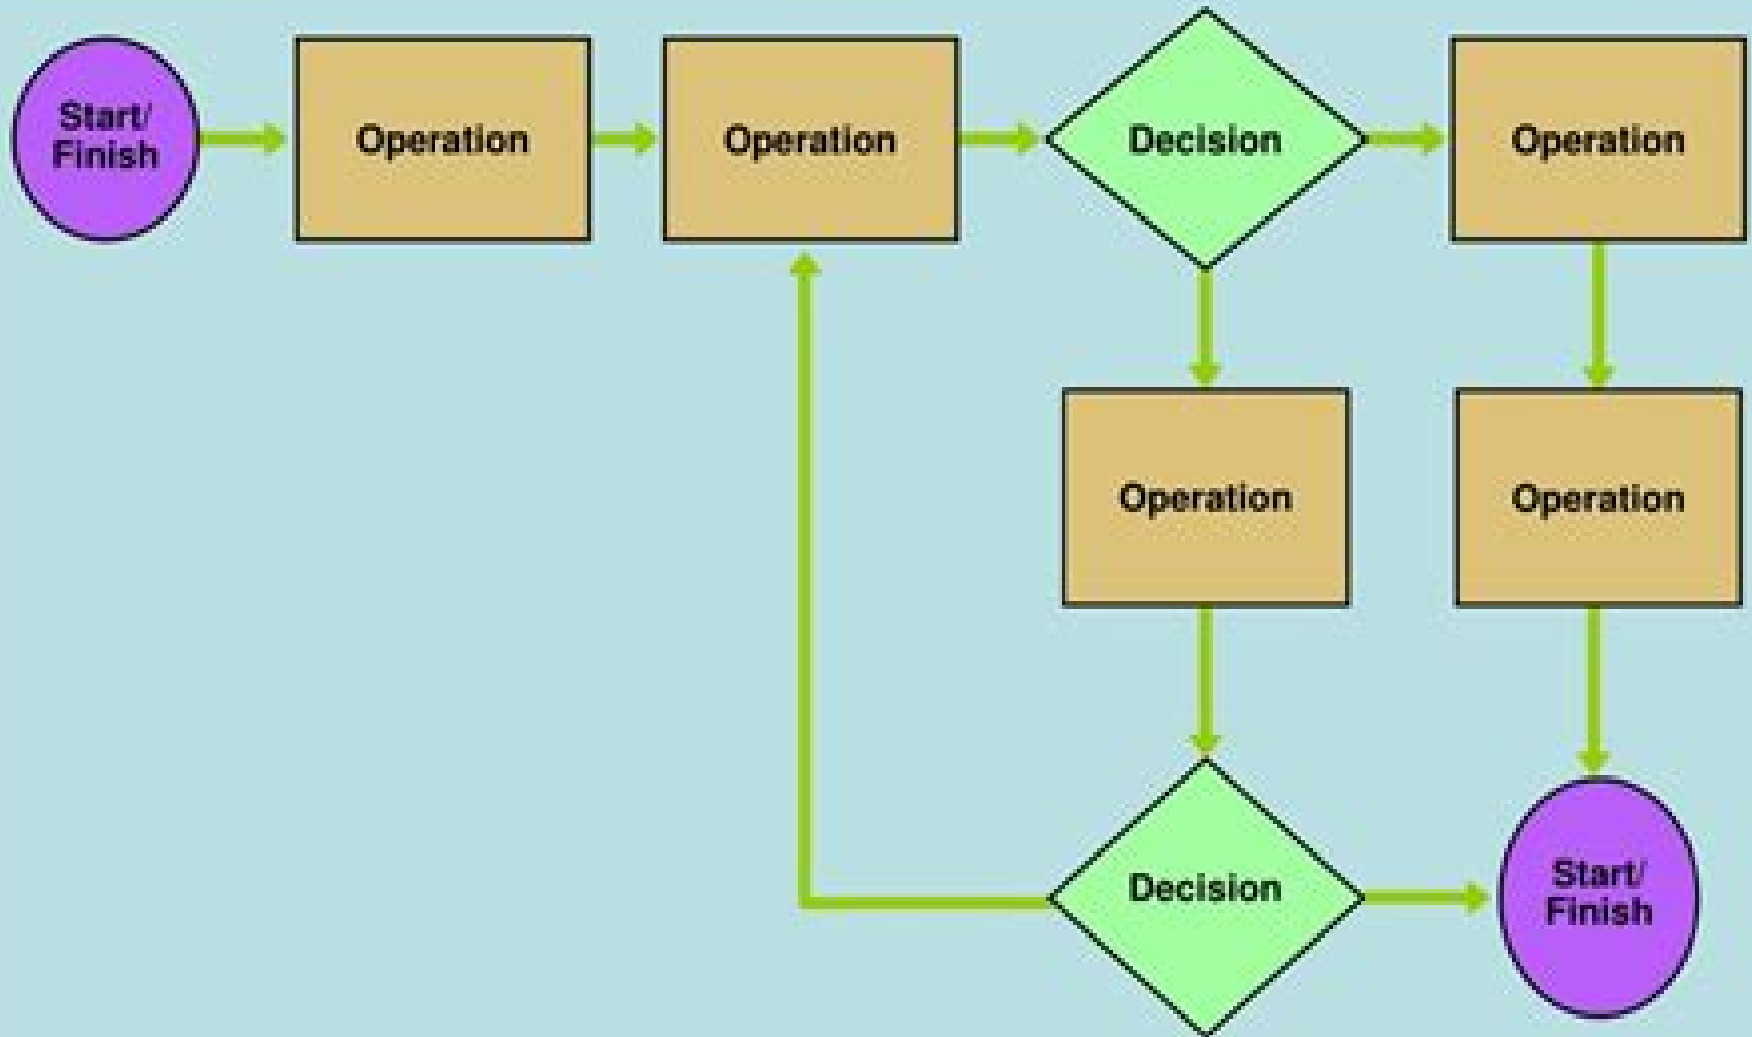 Start/
Finish
Operation
Operation
Decision
Operation
Operation
Operation
Decision
Start/
Finish